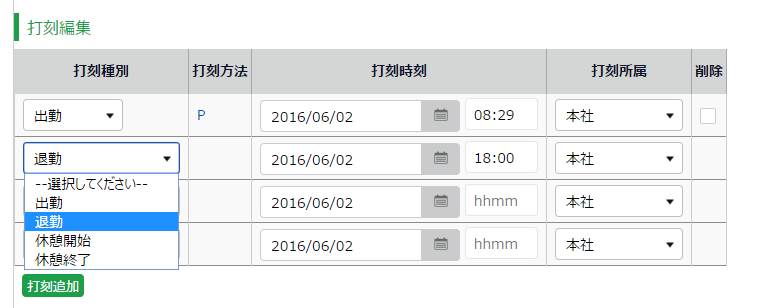 打刻編集
打刻種別 打刻方法 打刻時刻 打刻所属 削除
出勤 P 2016/06/02 08:29 本社
退勤 2016/06/02 18:00 本社
--選択してください--
出勤 2016/06/02 hhmm 本社
退勤
休憩開始 2016/06/02 hhmm 本社
休憩終了
打刻追加